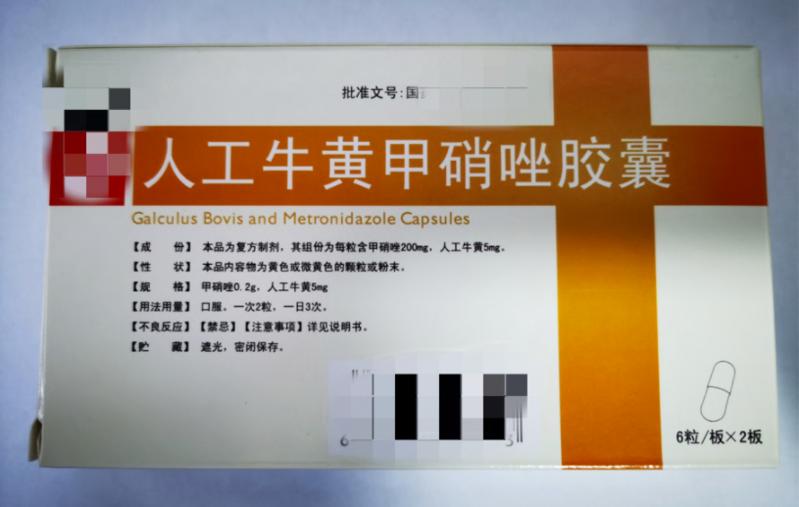 批准文号:国
人工牛黄甲硝唑胶囊
Galculus Bovis and Metronidazole Capsules
【成 份】 本品为复方制剂，其组份为每粒含甲硝唑200mg，人工牛黄5mg。
【性 状】 本品内容物为黄色或微黄色的颗粒或粉末。
【规 格】 甲硝唑0.2g，人工牛黄5mg
【用法用量】 口服。一次2粒，一日3次。
【不良反应】【禁忌】【注意事项】详见说明书。
【贮 藏】 遮光，密闭保存。
6粒/板×2板